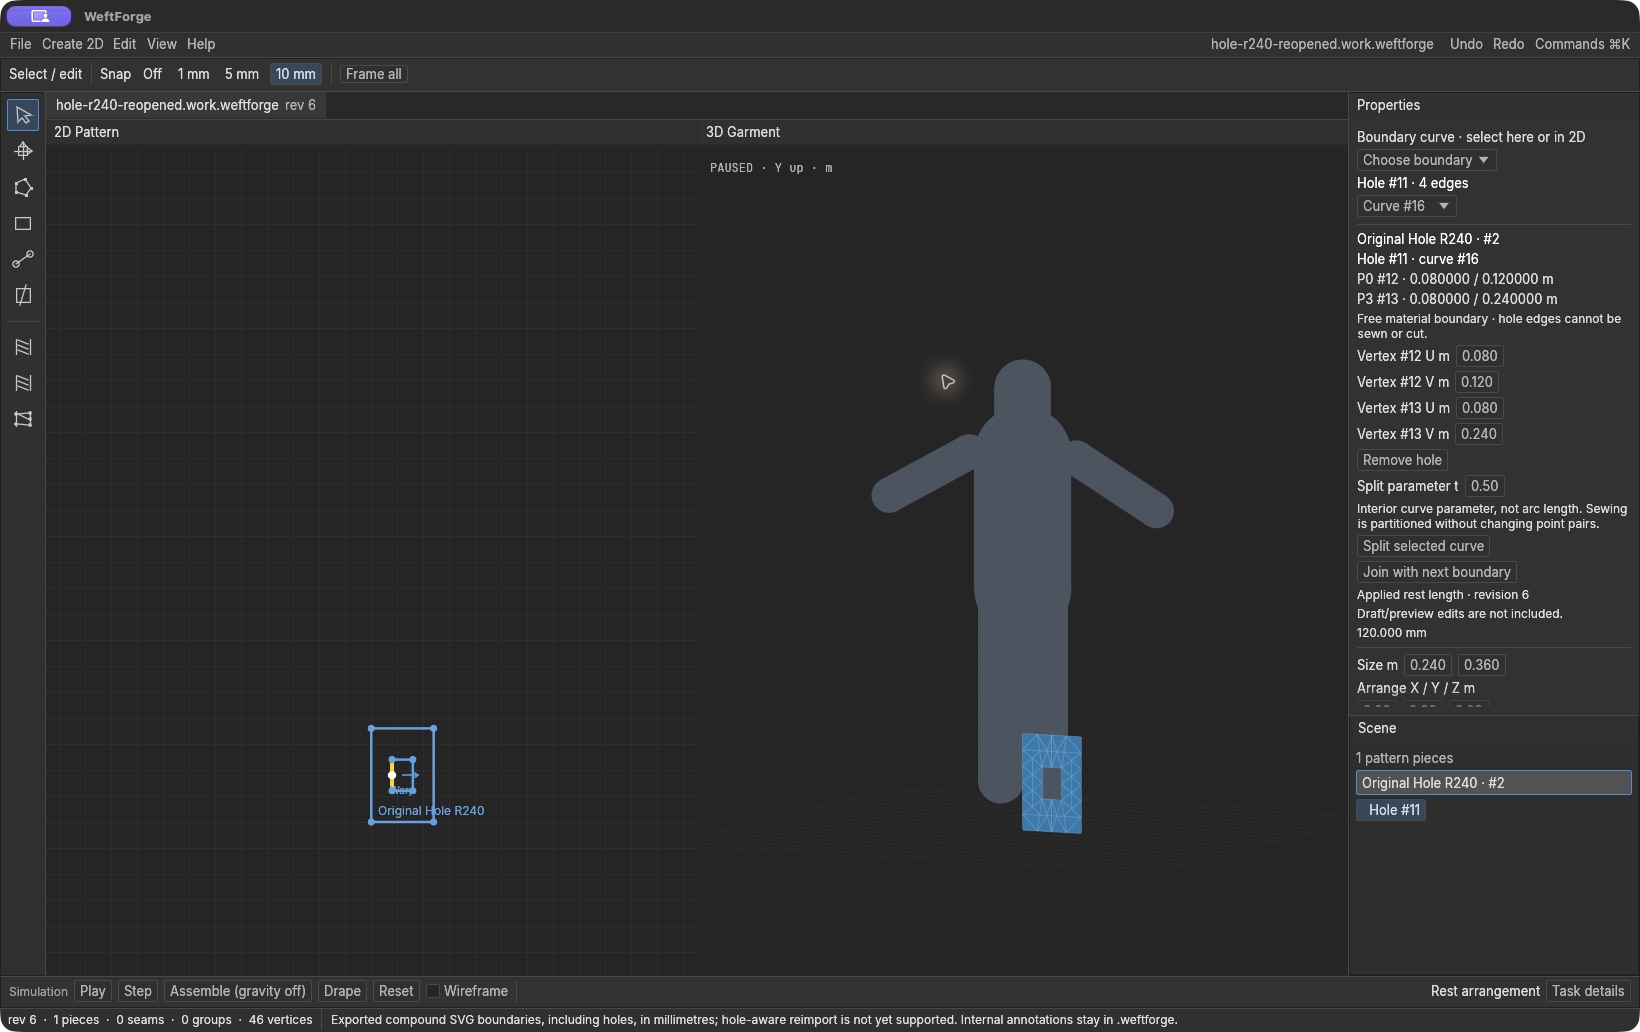 WeftForge
File Create 2D Edit View Help
hole-r240-reopened.work.weftforge Undo Redo Commands ⌘K
Select / edit Snap Off 1 mm 5 mm 10 mm Frame all
hole-r240-reopened.work.weftforge rev 6
2D Pattern
3D Garment
PAUSED · Y up · m
Warp
Original Hole R240
Properties
Boundary curve · select here or in 2D
Choose boundary
Hole #11 · 4 edges
Curve #16
Original Hole R240 · #2
Hole #11 · curve #16
P0 #12 · 0.080000 / 0.120000 m
P3 #13 · 0.080000 / 0.240000 m
Free material boundary · hole edges cannot be
sewn or cut.
Vertex #12 U m 0.080
Vertex #12 V m 0.120
Vertex #13 U m 0.080
Vertex #13 V m 0.240
Remove hole
Split parameter t 0.50
Interior curve parameter, not arc length. Sewing
is partitioned without changing point pairs.
Split selected curve
Join with next boundary
Applied rest length · revision 6
Draft/preview edits are not included.
120.000 mm
Size m 0.240 0.360
Arrange X / Y / Z m
Scene
1 pattern pieces
Original Hole R240 · #2
Hole #11
Simulation Play Step Assemble (gravity off) Drape Reset Wireframe
Rest arrangement Task details
rev 6 · 1 pieces · 0 seams · 0 groups · 46 vertices
Exported compound SVG boundaries, including holes, in millimetres; hole-aware reimport is not yet supported. Internal annotations stay in .weftforge.